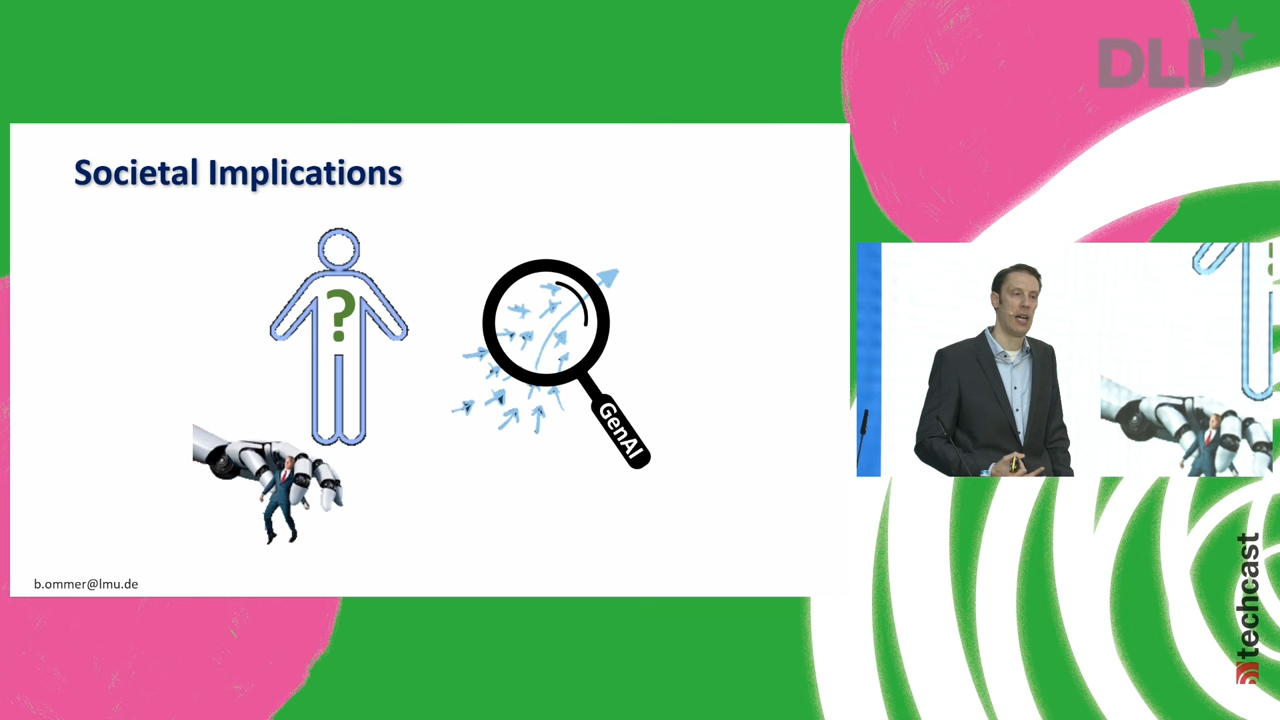 DLD
Societal Implications
?
GenAI
b.ommer@lmu.de
techcast